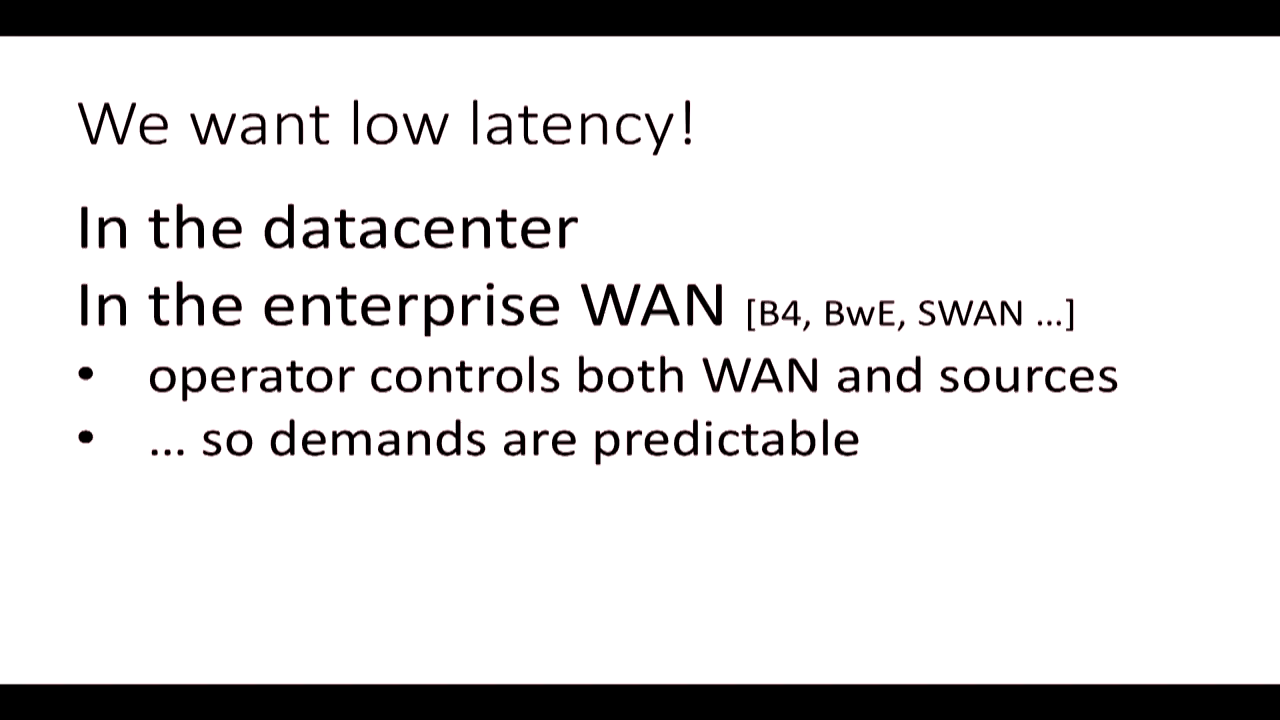 We want low latency!
In the datacenter
In the enterprise WAN [B4, BwE, SWAN ...]
• operator controls both WAN and sources
• ... so demands are predictable